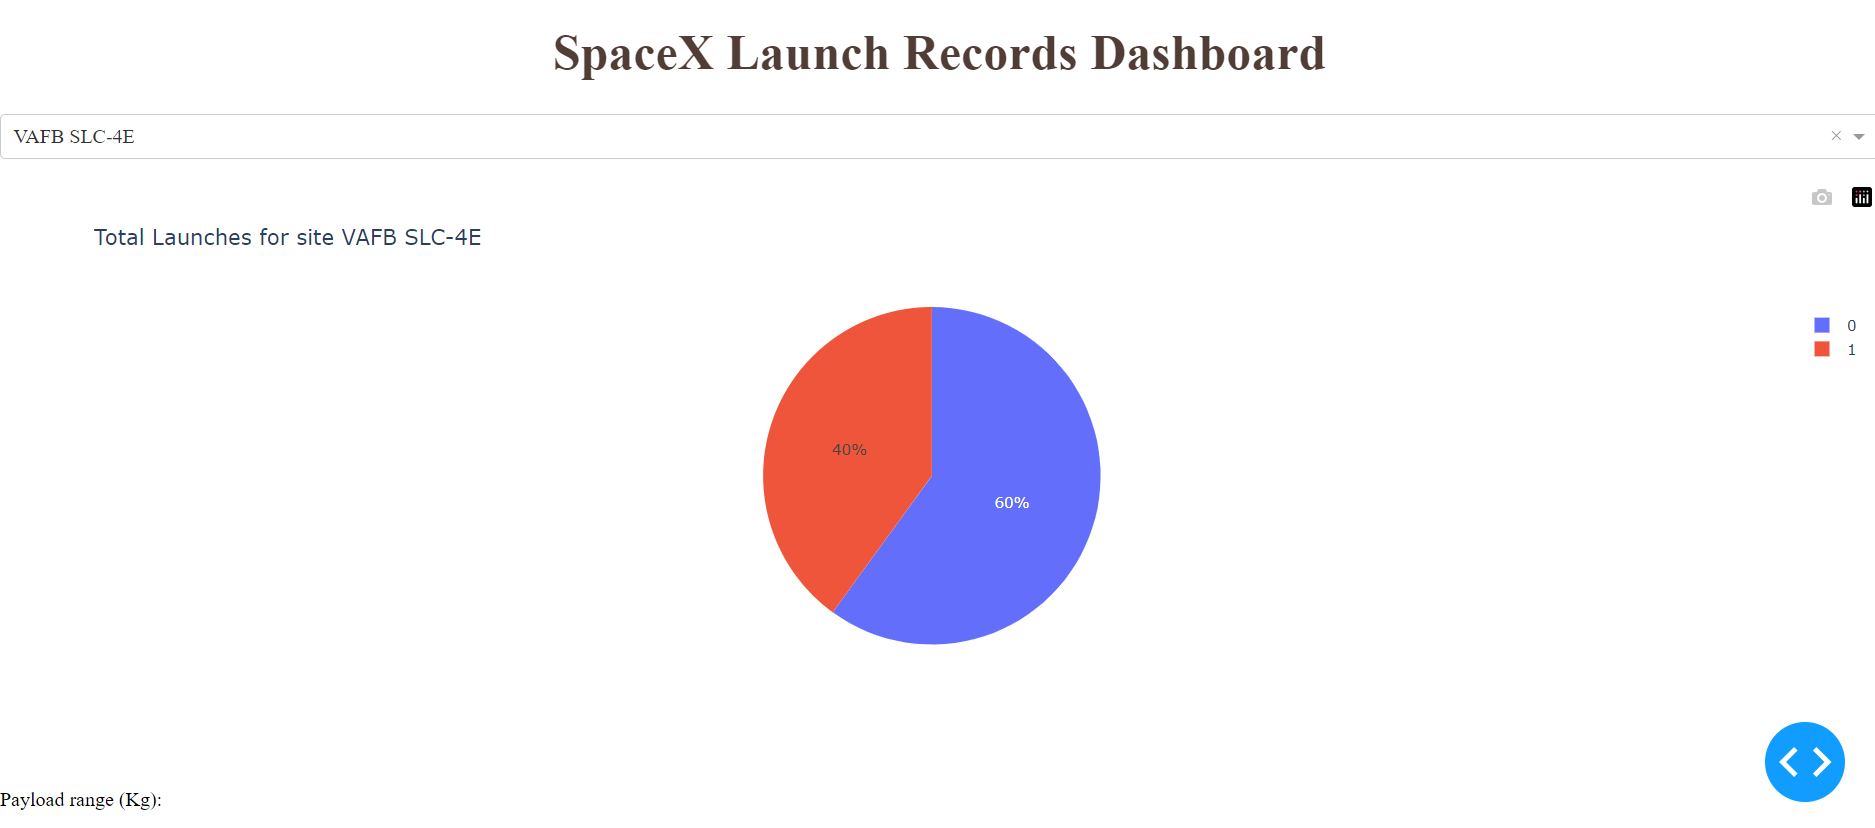 SpaceX Launch Records Dashboard
VAFB SLC-4E
Total Launches for site VAFB SLC-4E
0
1
40%
60%
Payload range (Kg):